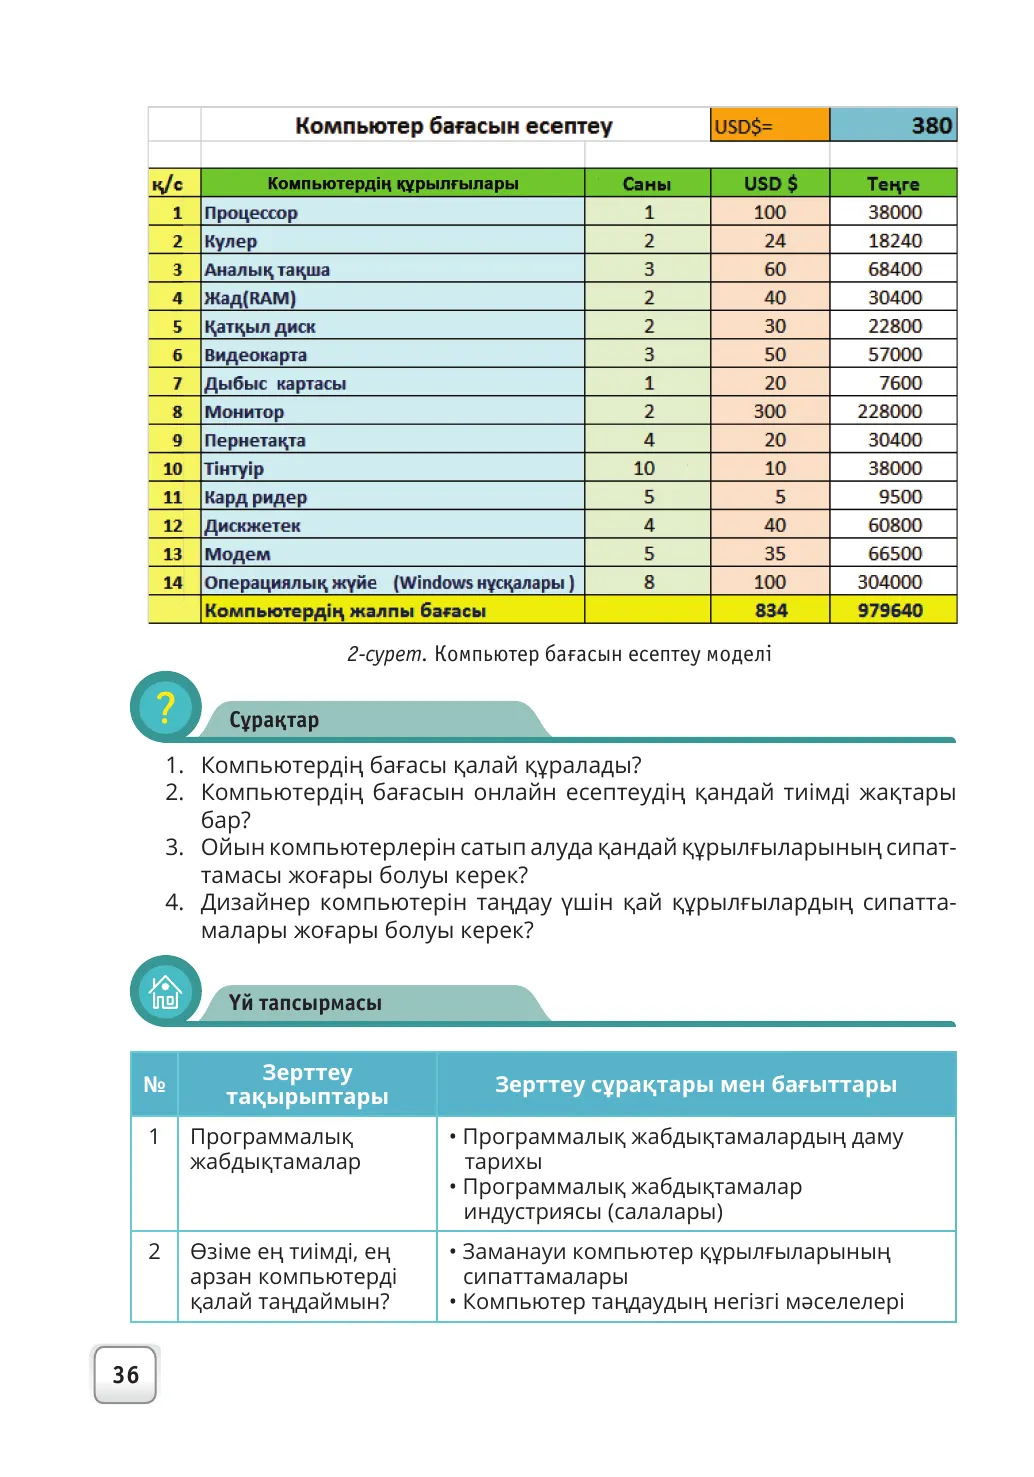 Компьютер бағасын есептеу USD$= 380
қ/с Компьютердің құрылғылары Саны USD $ Теңге
1 Процессор 1 100 38000
2 Кулер 2 24 18240
3 Аналық тақша 3 60 68400
4 Жад(RAM) 2 40 30400
5 Қатқыл диск 2 30 22800
6 Видеокарта 3 50 57000
7 Дыбыс картасы 1 20 7600
8 Монитор 2 300 228000
9 Пернетақта 4 20 30400
10 Тінтуір 10 10 38000
11 Кард ридер 5 5 9500
12 Дискжетек 4 40 60800
13 Модем 5 35 66500
14 Операциялық жүйе (Windows нұсқалары ) 8 100 304000
Компьютердің жалпы бағасы 834 979640
2-сурет. Компьютер бағасын есептеу моделі
?
Сұрақтар
1. Компьютердің бағасы қалай құралады?
2. Компьютердің бағасын онлайн есептеудің қандай тиімді жақтары
бар?
3. Ойын компьютерлерін сатып алуда қандай құрылғыларының сипат-
тамасы жоғары болуы керек?
4. Дизайнер компьютерін таңдау үшін қай құрылғылардың сипатта-
малары жоғары болуы керек?
Үй тапсырмасы
№ Зерттеу
тақырыптары
Зерттеу сұрақтары мен бағыттары
1 Программалық
жабдықтамалар
• Программалық жабдықтамалардың даму
тарихы
• Программалық жабдықтамалар
индустриясы (салалары)
2 Өзіме ең тиімді, ең
арзан компьютерді
қалай таңдаймын?
• Заманауи компьютер құрылғыларының
сипаттамалары
• Компьютер таңдаудың негізгі мәселелері
36